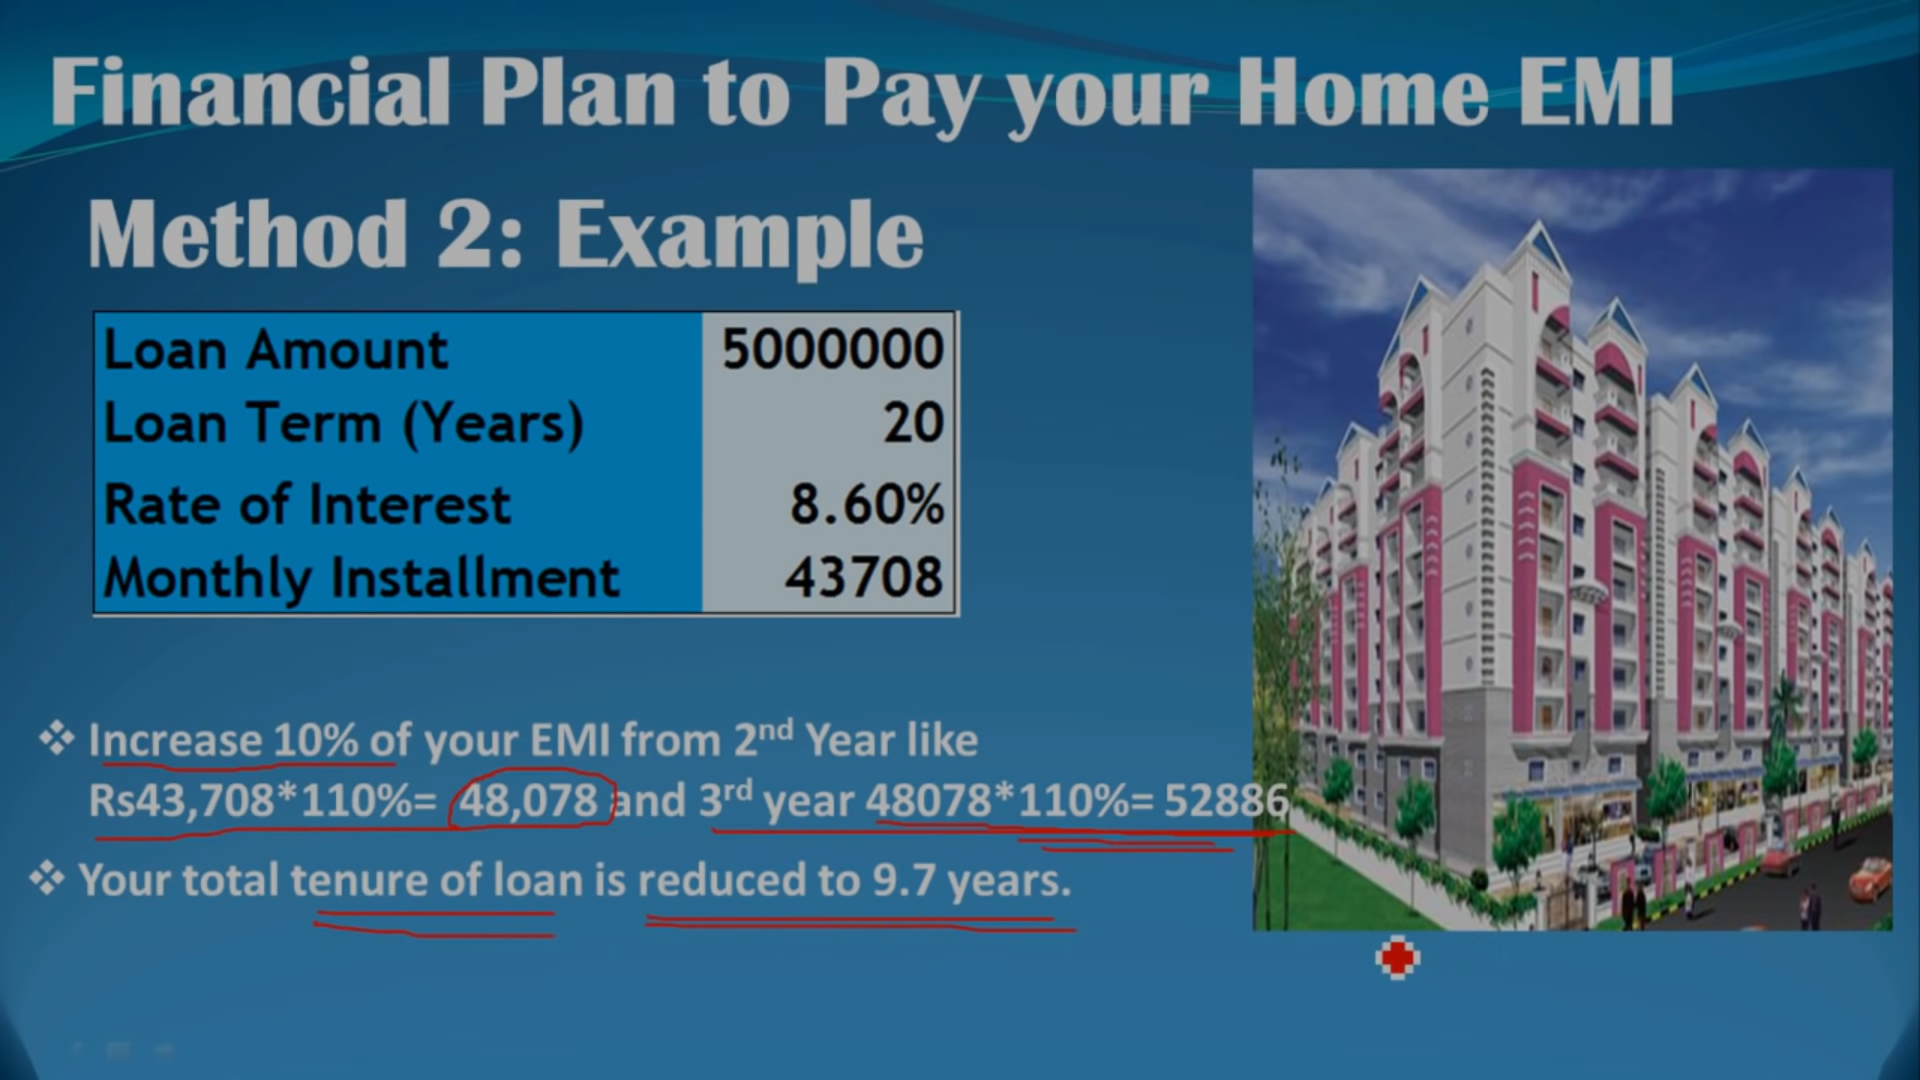 Financial Plan to Pay your Home EMI
Method 2: Example
Loan Amount 5000000
Loan Term (Years) 20
Rate of Interest 8.60%
Monthly Installment 43708
❖ Increase 10% of your EMI from 2nd Year like
Rs43,708*110%= 48,078 and 3rd year 48078*110%= 52886
❖ Your total tenure of loan is reduced to 9.7 years.